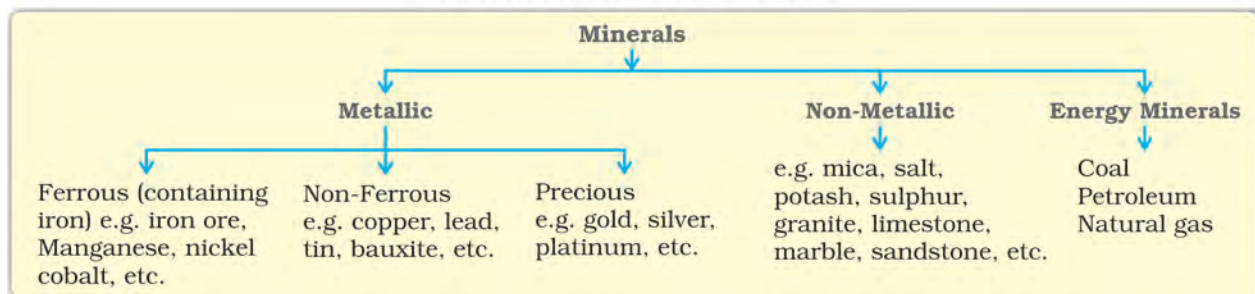 Minerals
Metallic
Non-Metallic
Energy Minerals
Ferrous (containing
iron) e.g. iron ore,
Manganese, nickel
cobalt, etc.
Non-Ferrous
e.g. copper, lead,
tin, bauxite, etc.
Precious
e.g. gold, silver,
platinum, etc.
e.g. mica, salt,
potash, sulphur,
granite, limestone,
marble, sandstone, etc.
Coal
Petroleum
Natural gas